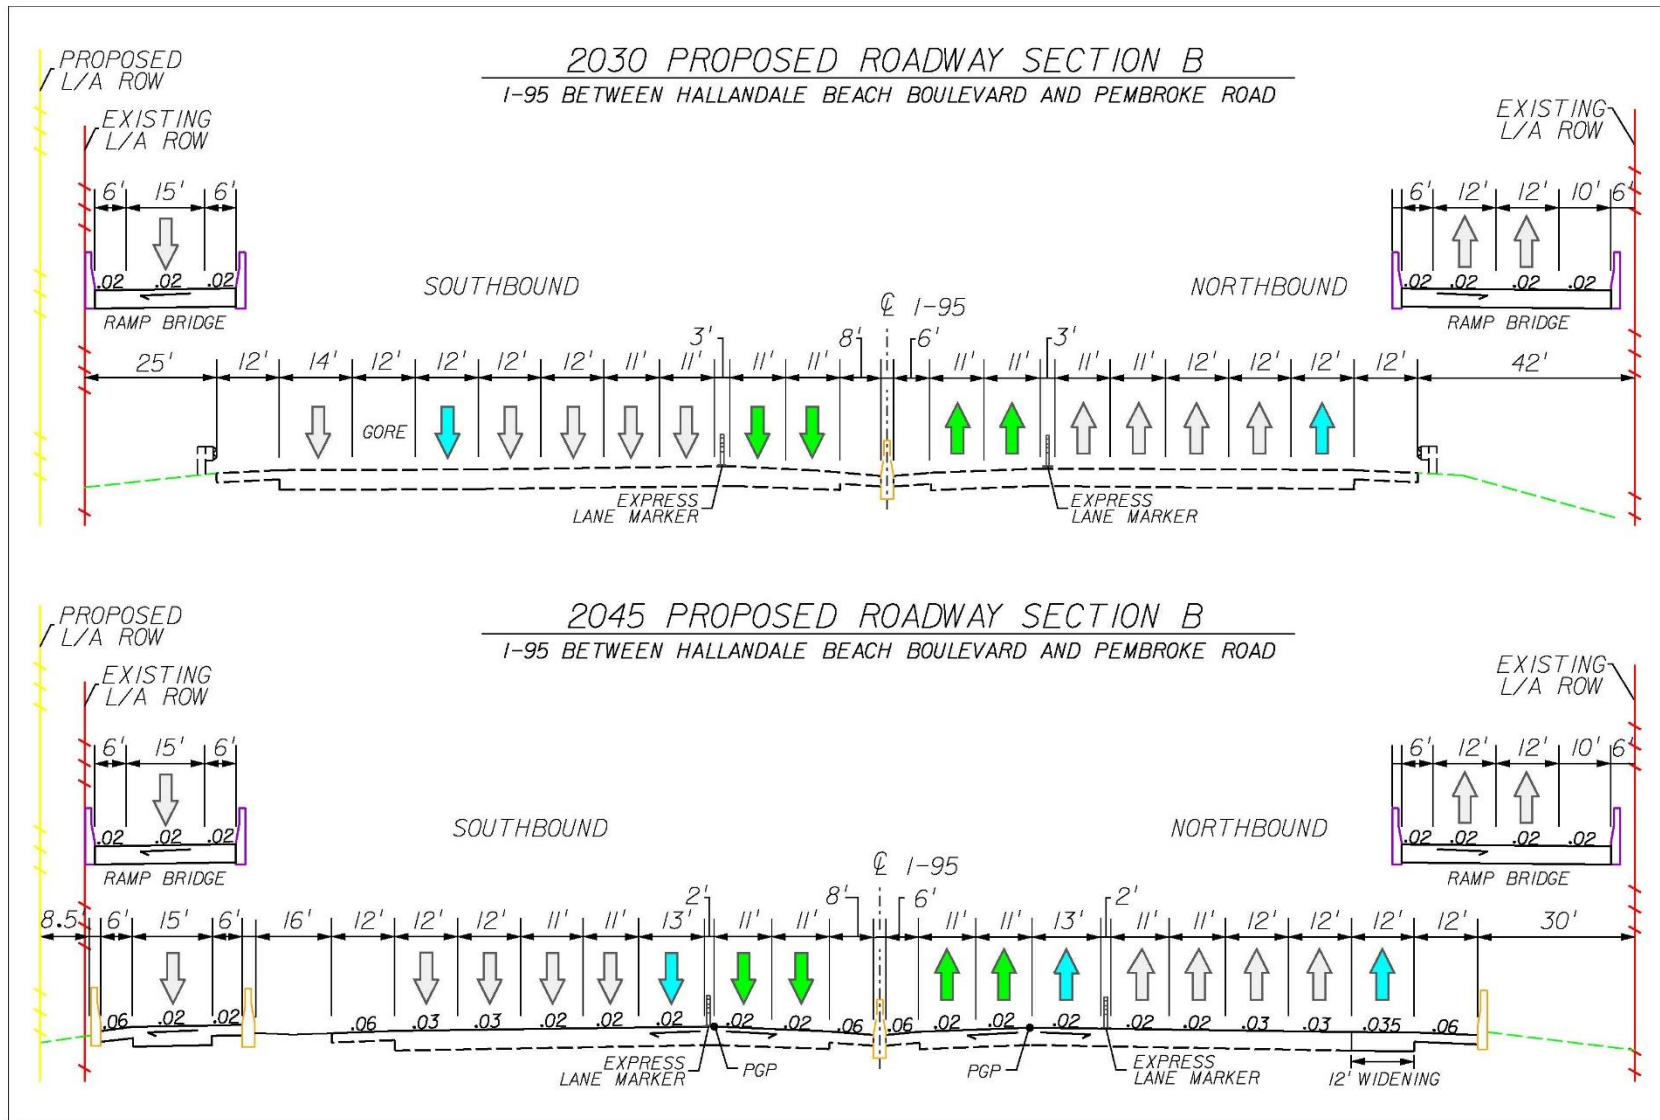 2030 PROPOSED ROADWAY SECTION B
I-95 BETWEEN HALLANDALE BEACH BOULEVARD AND PEMBROKE ROAD
PROPOSED
L/A ROW
EXISTING
L/A ROW
EXISTING
L/A ROW
6' 15' 6'
6' 12' 12' 10' 6'
.02 .02 .02
RAMP BRIDGE
SOUTHBOUND
NORTHBOUND
.02 .02 .02 .02
RAMP BRIDGE
℄ I-95
3' 8' 6' 3'
25' 12' 14' 12' 12' 12' 12' 11' 11' 11' 11' 11' 11' 11' 11' 12' 12' 12' 12' 42'
GORE
EXPRESS
LANE MARKER
EXPRESS
LANE MARKER
2045 PROPOSED ROADWAY SECTION B
I-95 BETWEEN HALLANDALE BEACH BOULEVARD AND PEMBROKE ROAD
PROPOSED
L/A ROW
EXISTING
L/A ROW
EXISTING
L/A ROW
6' 15' 6'
6' 12' 12' 10' 6'
.02 .02 .02
RAMP BRIDGE
SOUTHBOUND
NORTHBOUND
.02 .02 .02 .02
RAMP BRIDGE
℄ I-95
2' 8' 6' 2'
8.5' 6' 15' 6' 16' 12' 12' 12' 11' 11' 13' 11' 11' 11' 11' 13' 11' 11' 12' 12' 12' 12' 30'
.06 .02 .02 .06 .03 .03 .02 .02 .02 .02 .02 .06 .06 .02 .02 .02 .02 .02 .03 .03 .035 .06
EXPRESS
LANE MARKER
PGP
PGP
EXPRESS
LANE MARKER
12' WIDENING